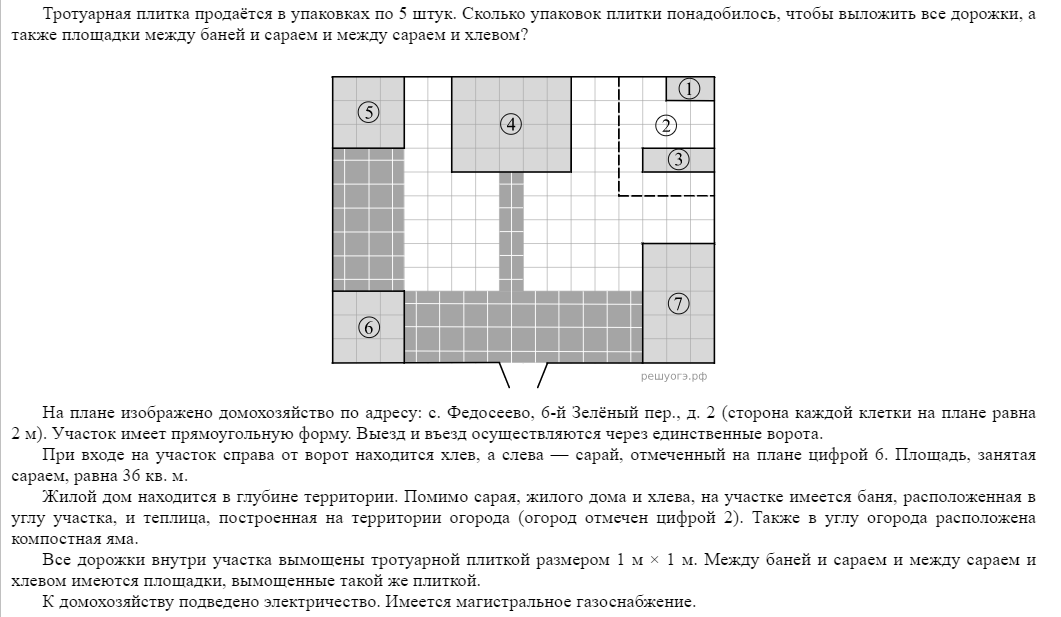 Тротуарная плитка продаётся в упаковках по 5 штук. Сколько упаковок плитки понадобилось, чтобы выложить все дорожки, а
также площадки между баней и сараем и между сараем и хлевом?
1
5
4
2
3
7
6
решуогэ.рф
На плане изображено домохозяйство по адресу: с. Федосеево, 6-й Зелёный пер., д. 2 (сторона каждой клетки на плане равна
2 м). Участок имеет прямоугольную форму. Выезд и въезд осуществляются через единственные ворота.
При входе на участок справа от ворот находится хлев, а слева — сарай, отмеченный на плане цифрой 6. Площадь, занятая
сараем, равна 36 кв. м.
Жилой дом находится в глубине территории. Помимо сарая, жилого дома и хлева, на участке имеется баня, расположенная в
углу участка, и теплица, построенная на территории огорода (огород отмечен цифрой 2). Также в углу огорода расположена
компостная яма.
Все дорожки внутри участка вымощены тротуарной плиткой размером 1 м × 1 м. Между баней и сараем и между сараем и
хлевом имеются площадки, вымощенные такой же плиткой.
К домохозяйству подведено электричество. Имеется магистральное газоснабжение.